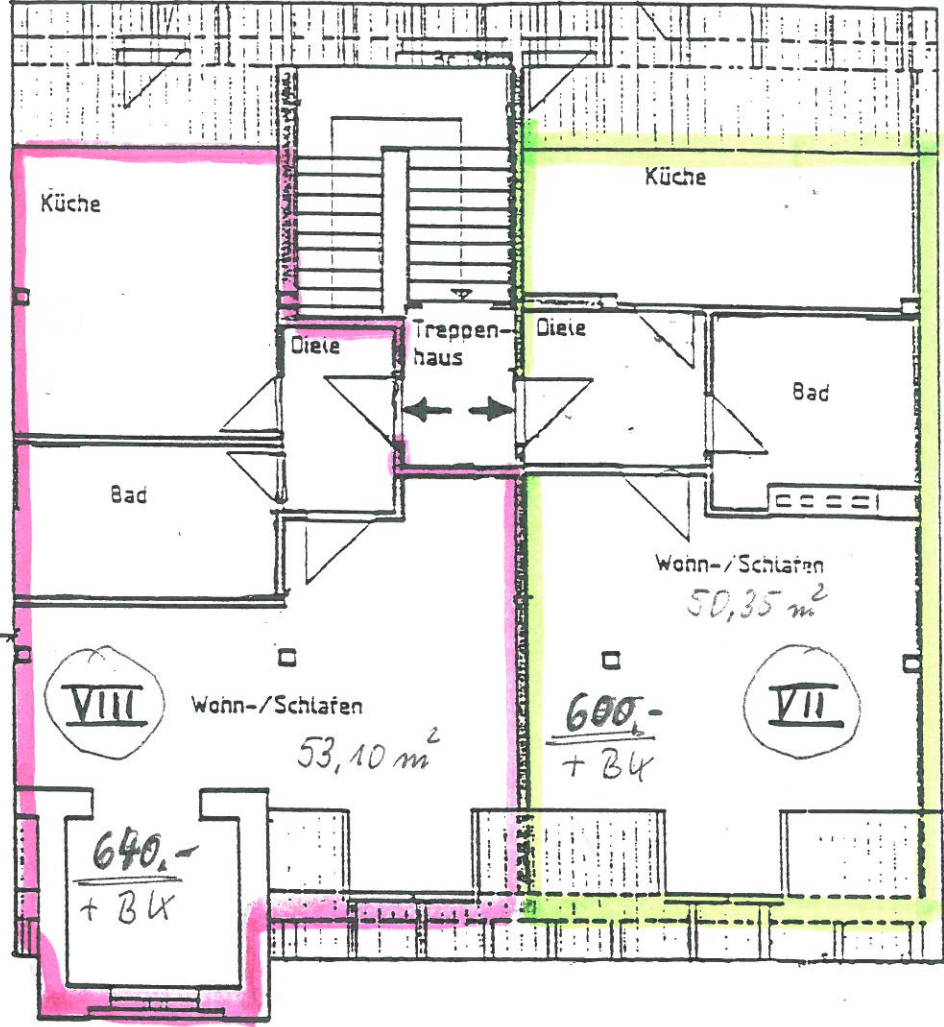 Küche
Küche
Diele
Treppen-
haus
Diele
Bad
Bad
Wohn-/Schlafen
50,35 m²
VIII
Wohn-/Schlafen
53,10 m²
600,-
+ BK
VII
640,-
+ BK